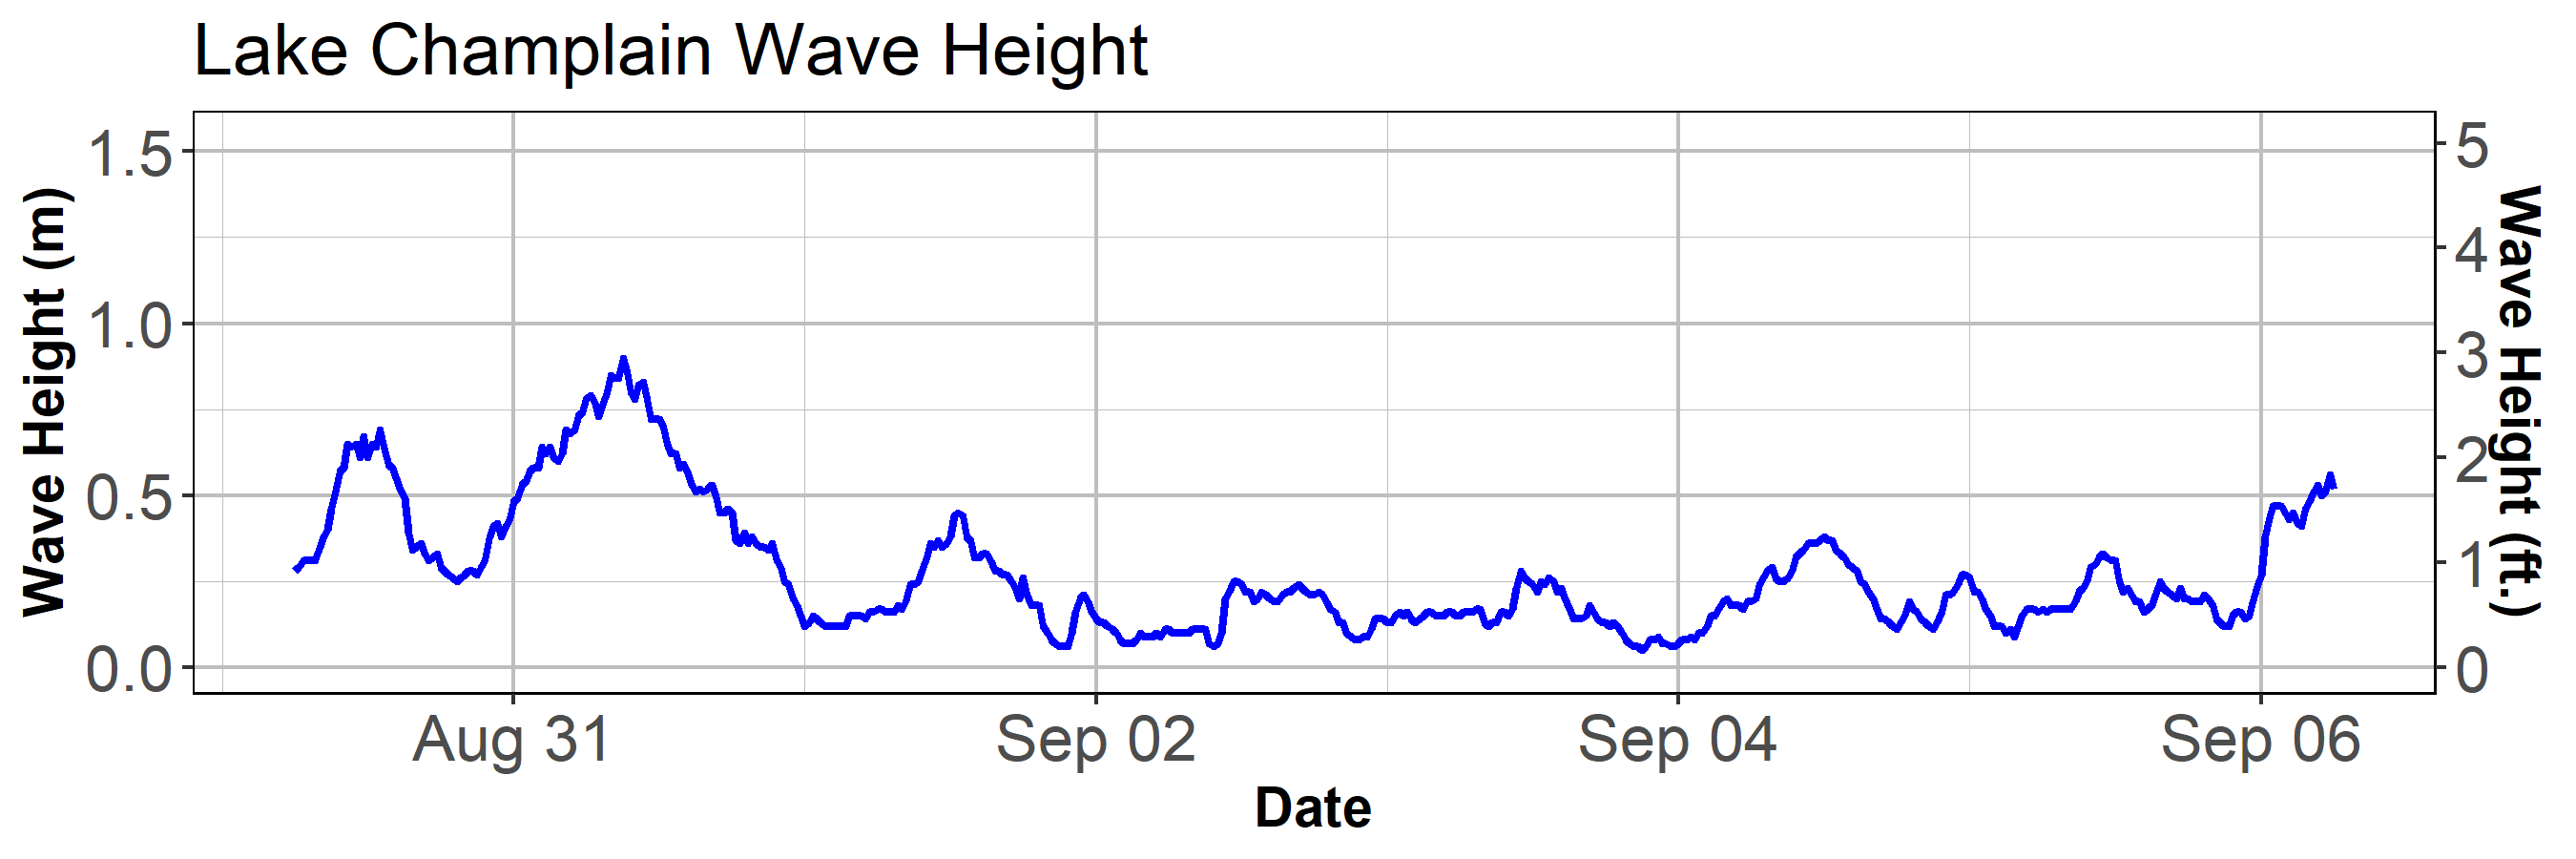 Lake Champlain Wave Height
Wave Height (m)
1.5
1.0
0.5
0.0
5
4
3
2
1
0
Wave Height (ft.)
Aug 31
Sep 02
Sep 04
Sep 06
Date